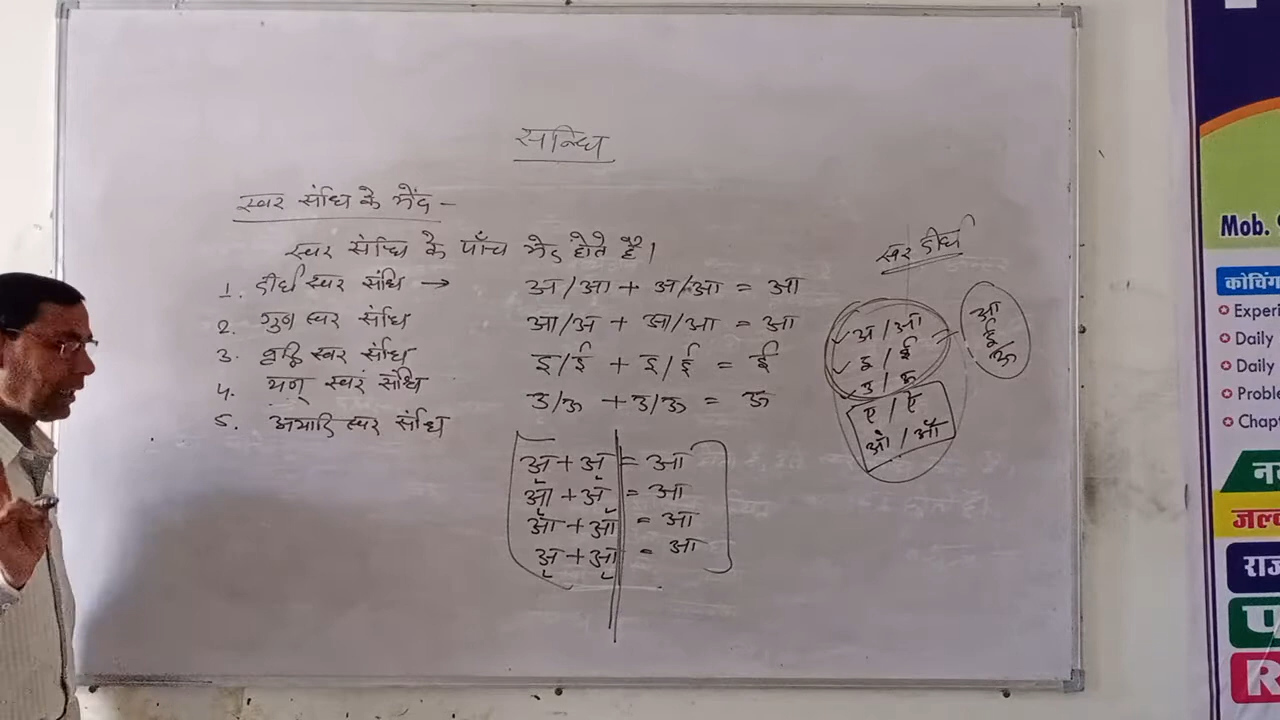 सन्धि
स्वर संधि के भेद -
स्वर संधि के पाँच भेद होते है।
1. दीर्घ स्वर संधि → अ/आ + अ/आ = आ
2. गुण स्वर संधि आ/अ + आ/आ = आ
3. वृद्धि स्वर संधि इ/ई + इ/ई = ई
4. यण् स्वर संधि उ/ऊ + उ/ऊ = ऊ
5. अयादि स्वर संधि
अ + अ = आ
आ + अ = आ
आ + आ = आ
अ + आ = आ
स्वर दीर्घ
अ / आ
इ / ई
उ / ऊ
ए / ऐ
ओ / औ
आ
ई
ऊ
Mob.
कोचिंग
Experi
Daily
Daily
Proble
Chapt
राज
R